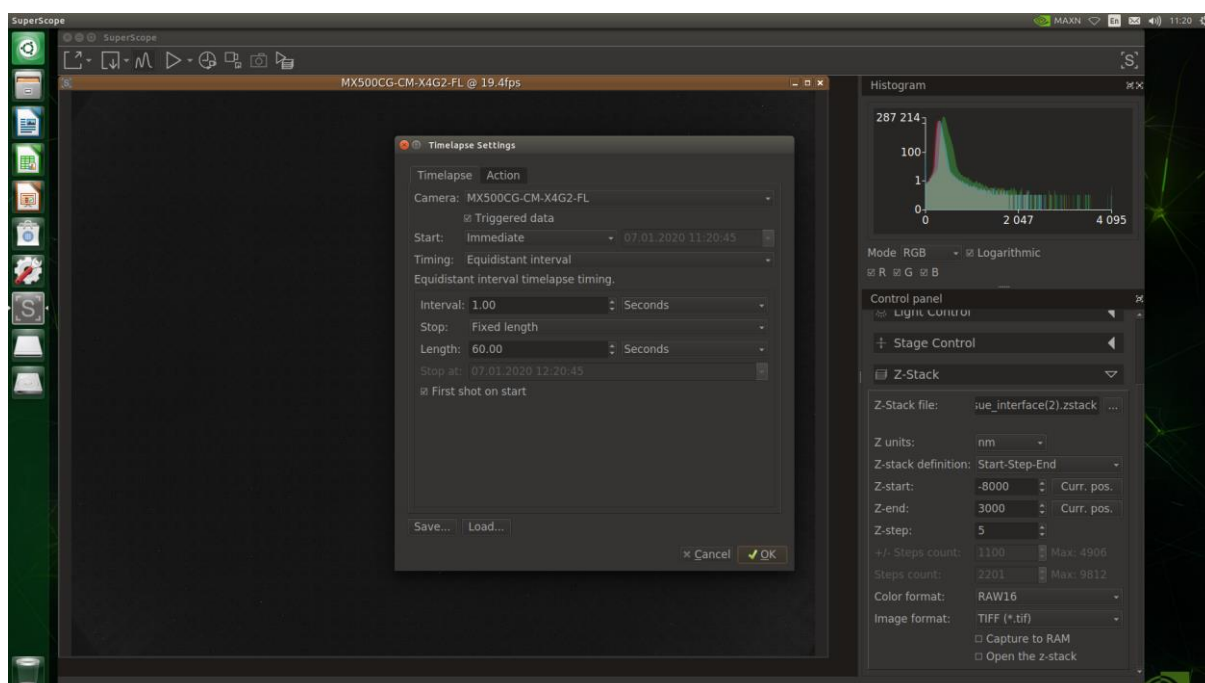 SuperScope
MAXN En 11:20
SuperScope
[S]
MX500CG-CM-X4G2-FL @ 19.4fps
Timelapse Settings
Timelapse Action
Camera: MX500CG-CM-X4G2-FL
Triggered data
Start: Immediate 07.01.2020 11:20:45
Timing: Equidistant interval
Equidistant interval timelapse timing.
Interval: 1.00 Seconds
Stop: Fixed length
Length: 60.00 Seconds
Stop at: 07.01.2020 12:20:45
First shot on start
Save... Load...
Cancel OK
Histogram
287 214
100
1
0
0 2 047 4 095
Mode RGB Logarithmic
R G B
Control panel
Light Control
Stage Control
Z-Stack
Z-Stack file: sue_interface(2).zstack ...
Z units: nm
Z-stack definition: Start-Step-End
Z-start: -8000 Curr. pos.
Z-end: 3000 Curr. pos.
Z-step: 5
+/- Steps count: 1100 Max: 4906
Steps count: 2201 Max: 9812
Color format: RAW16
Image format: TIFF (*.tif)
Capture to RAM
Open the z-stack